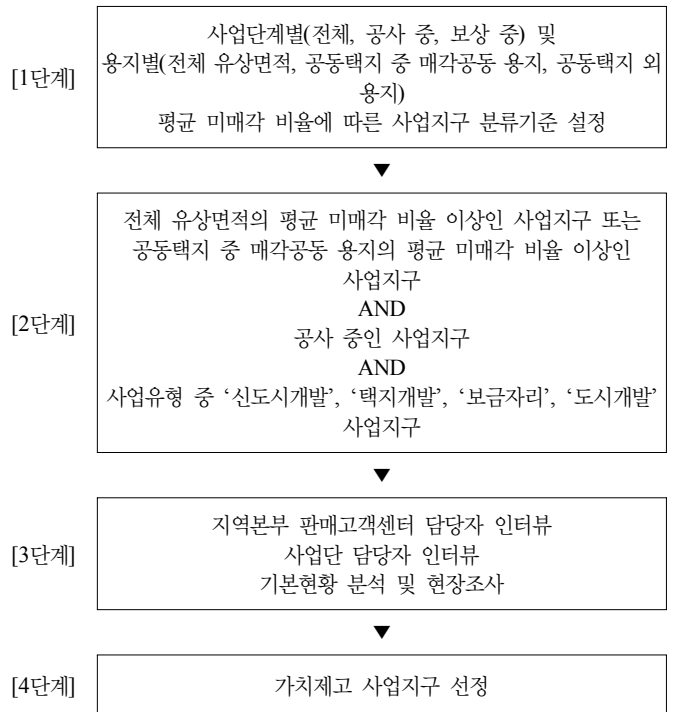 사업단계별(전체, 공사 중, 보상 중) 및
용지별(전체 유상면적, 공동택지 중 매각공동 용지, 공동택지 외
용지)
평균 미매각 비율에 따른 사업지구 분류기준 설정
[1단계]
▼
전체 유상면적의 평균 미매각 비율 이상인 사업지구 또는
공동택지 중 매각공동 용지의 평균 미매각 비율 이상인
사업지구
AND
공사 중인 사업지구
AND
사업유형 중 ‘신도시개발’, ‘택지개발’, ‘보금자리’, ‘도시개발’
사업지구
[2단계]
▼
지역본부 판매고객센터 담당자 인터뷰
사업단 담당자 인터뷰
기본현황 분석 및 현장조사
[3단계]
▼
[4단계] 가치제고 사업지구 선정